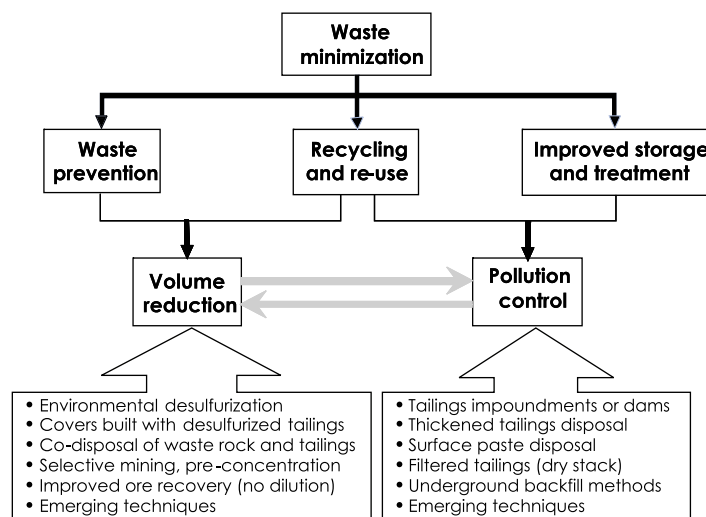 Waste
minimization
Waste
prevention
Recycling
and re-use
Improved storage
and treatment
Volume
reduction
Pollution
control
• Environmental desulfurization
• Covers built with desulfurized tailings
• Co-disposal of waste rock and tailings
• Selective mining, pre-concentration
• Improved ore recovery (no dilution)
• Emerging techniques
• Tailings impoundments or dams
• Thickened tailings disposal
• Surface paste disposal
• Filtered tailings (dry stack)
• Underground backfill methods
• Emerging techniques